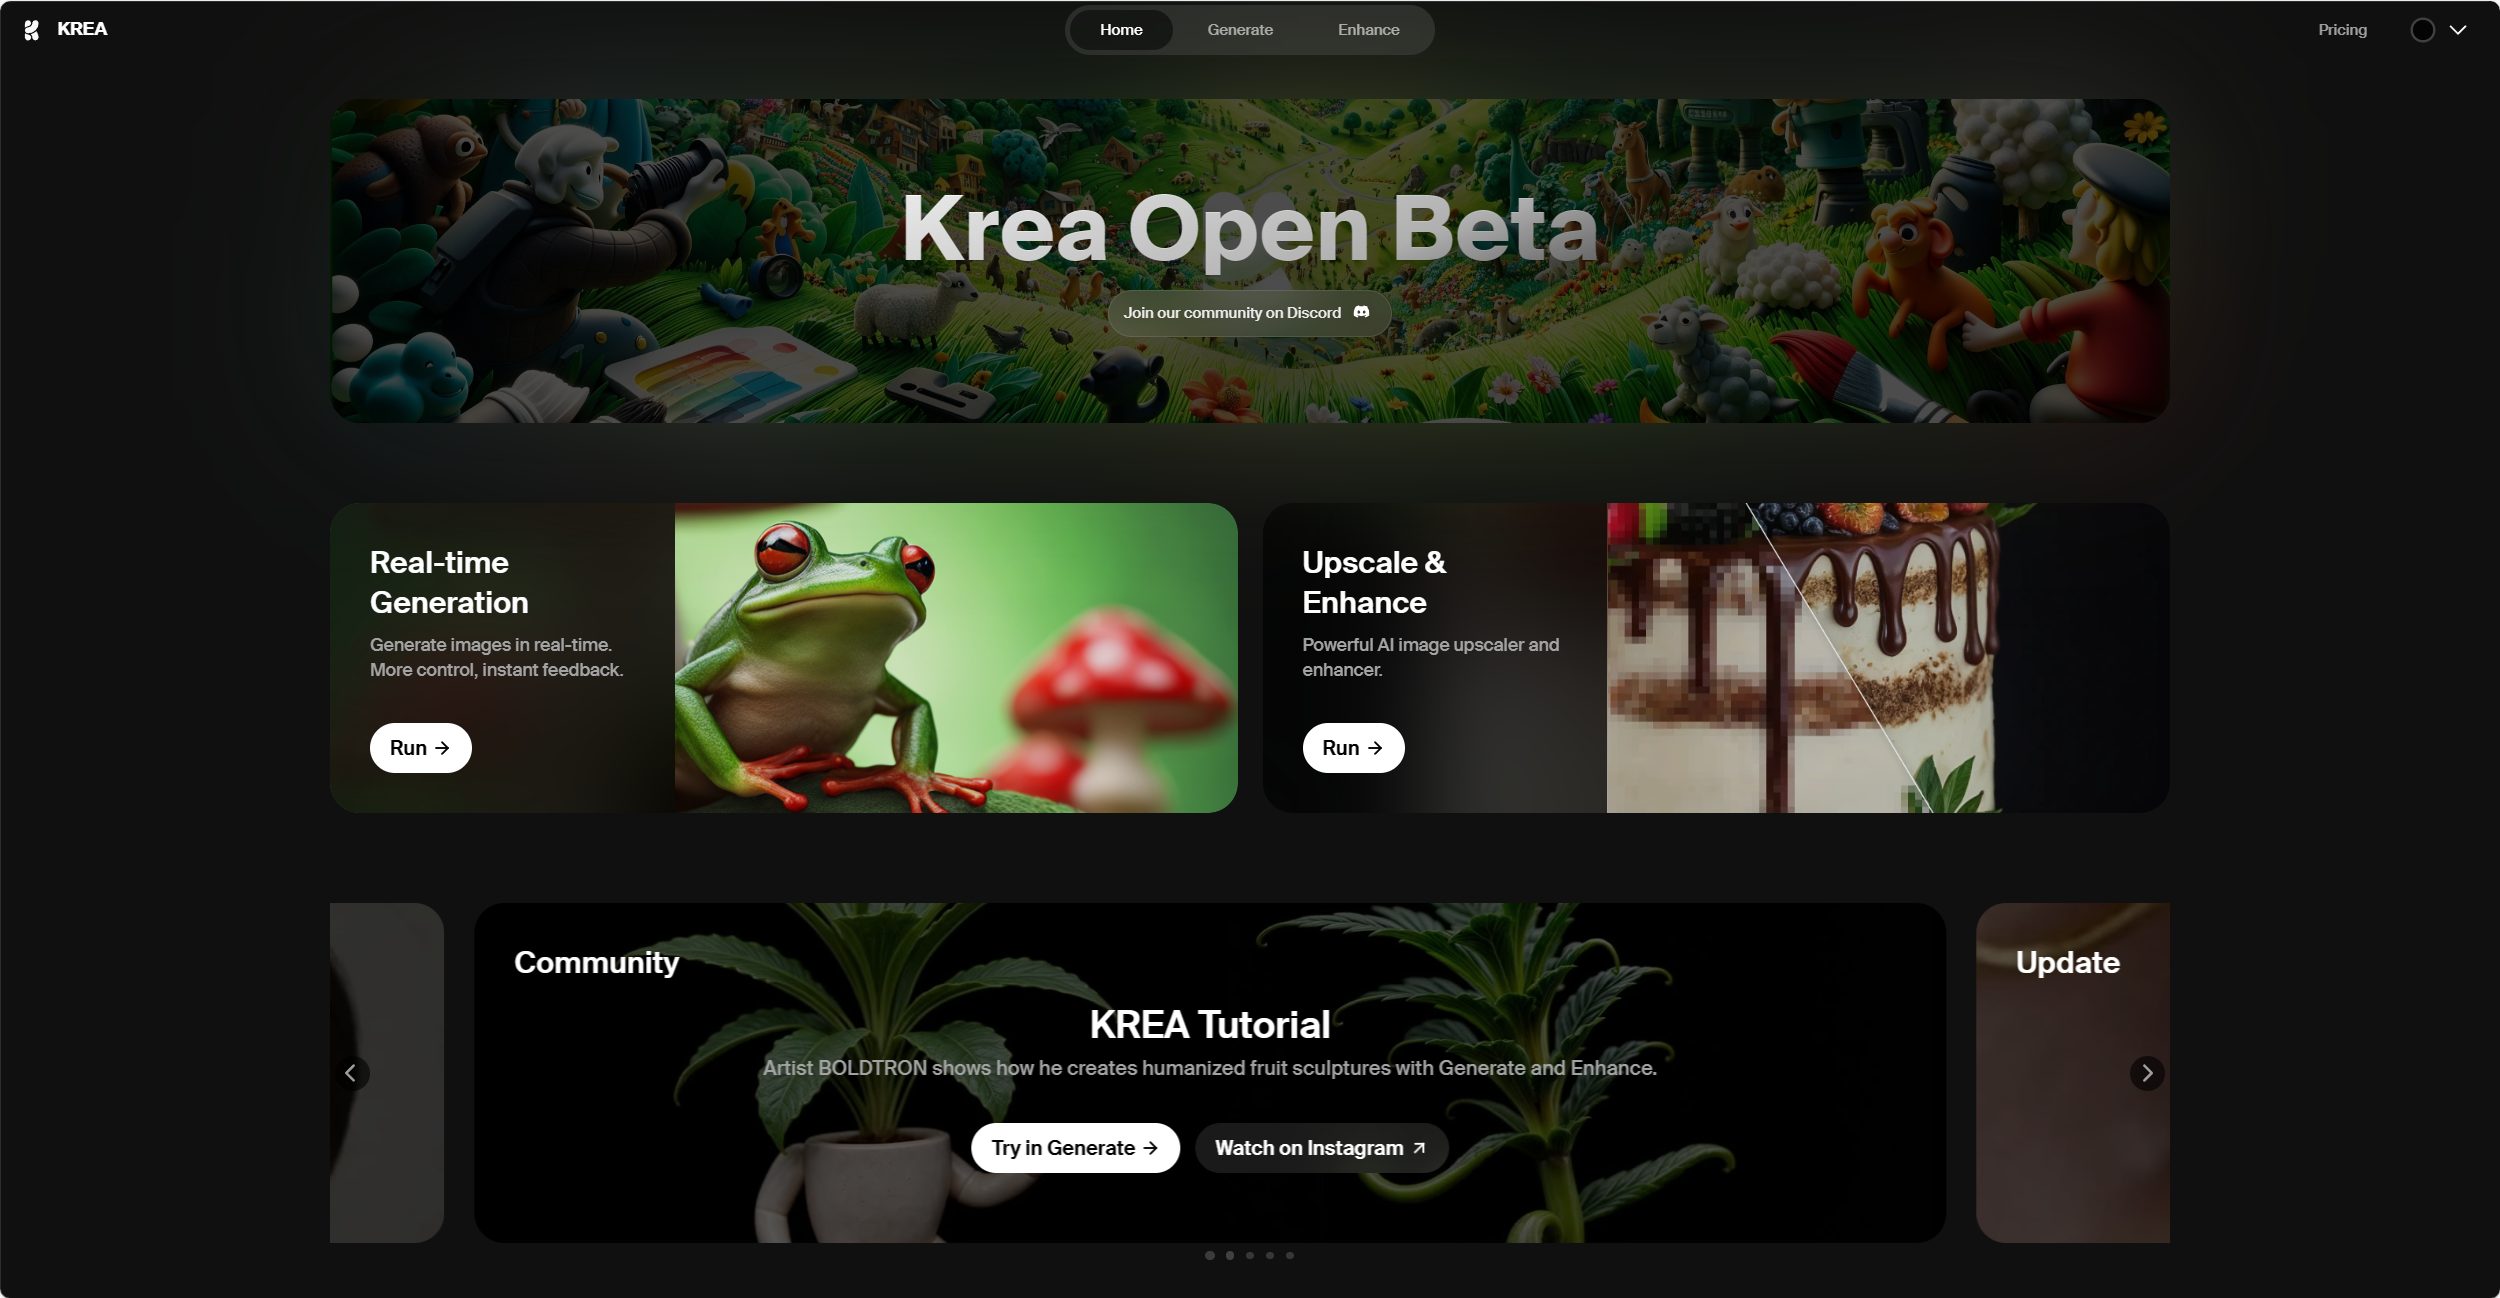 KREA
Home
Generate
Enhance
Pricing
Krea Open Beta
Join our community on Discord
Real-time
Generation
Generate images in real-time.
More control, instant feedback.
Run
Upscale &
Enhance
Powerful AI image upscaler and
enhancer.
Run
Community
KREA Tutorial
Artist BOLDTRON shows how he creates humanized fruit sculptures with Generate and Enhance.
Try in Generate
Watch on Instagram
Update